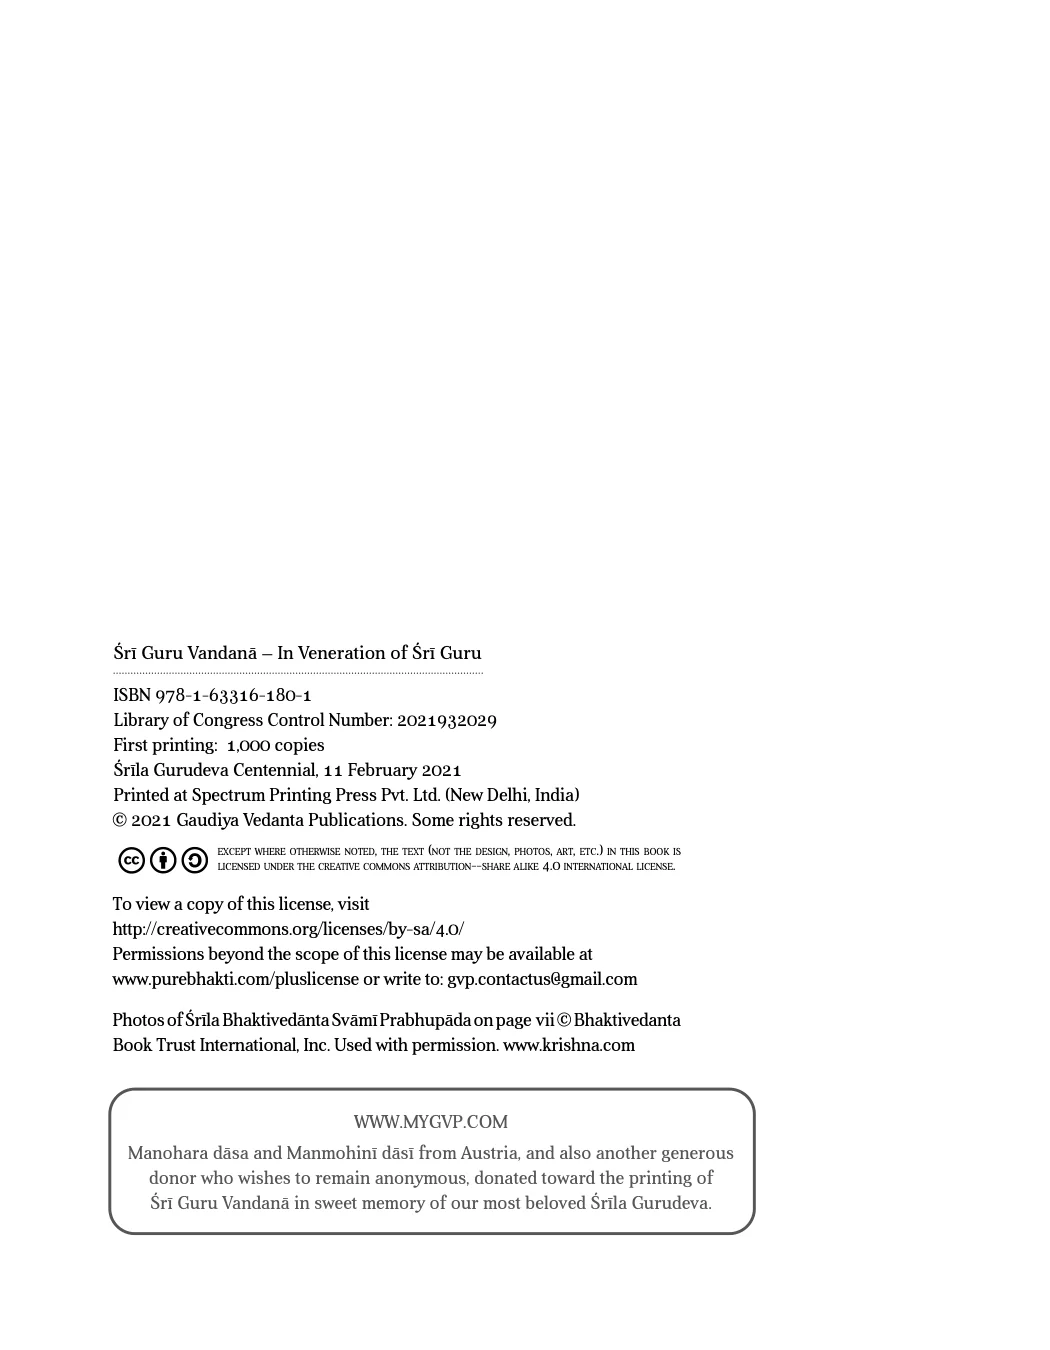 Śrī Guru Vandanā – In Veneration of Śrī Guru
ISBN 978-1-63316-180-1
Library of Congress Control Number: 2021932029
First printing: 1,000 copies
Śrīla Gurudeva Centennial, 11 February 2021
Printed at Spectrum Printing Press Pvt. Ltd. (New Delhi, India)
© 2021 Gaudiya Vedanta Publications. Some rights reserved.
cc EXCEPT WHERE OTHERWISE NOTED, THE TEXT (NOT THE DESIGN, PHOTOS, ART, ETC.) IN THIS BOOK IS
LICENSED UNDER THE CREATIVE COMMONS ATTRIBUTION--SHARE ALIKE 4.0 INTERNATIONAL LICENSE.
To view a copy of this license, visit
http://creativecommons.org/licenses/by-sa/4.0/
Permissions beyond the scope of this license may be available at
www.purebhakti.com/pluslicense or write to: gvp.contactus@gmail.com
Photos of Śrīla Bhaktivedānta Svāmī Prabhupāda on page vii © Bhaktivedanta
Book Trust International, Inc. Used with permission. www.krishna.com
WWW.MYGVP.COM
Manohara dāsa and Manmohinī dāsī from Austria, and also another generous
donor who wishes to remain anonymous, donated toward the printing of
Śrī Guru Vandanā in sweet memory of our most beloved Śrīla Gurudeva.